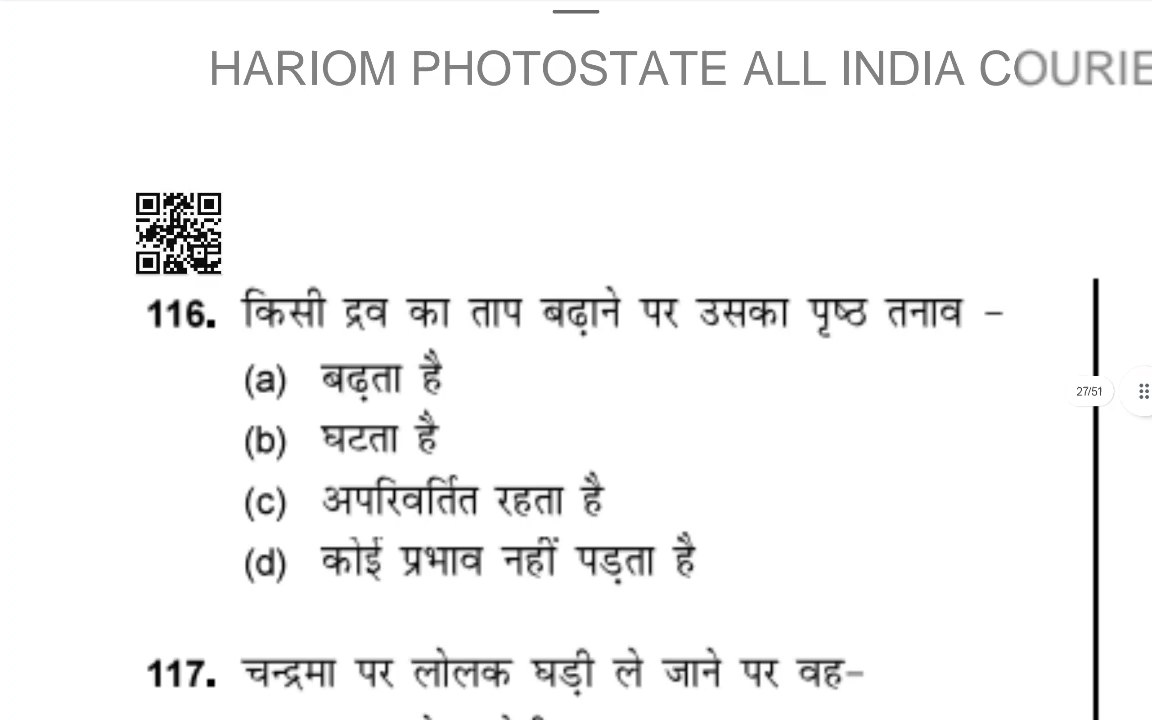 HARIOM PHOTOSTATE ALL INDIA COURIE
116. किसी द्रव का ताप बढ़ाने पर उसका पृष्ठ तनाव –
(a) बढ़ता है
27/51
(b) घटता है
(c) अपरिवर्तित रहता है
(d) कोई प्रभाव नहीं पड़ता है
117. चन्द्रमा पर लोलक घड़ी ले जाने पर वह–